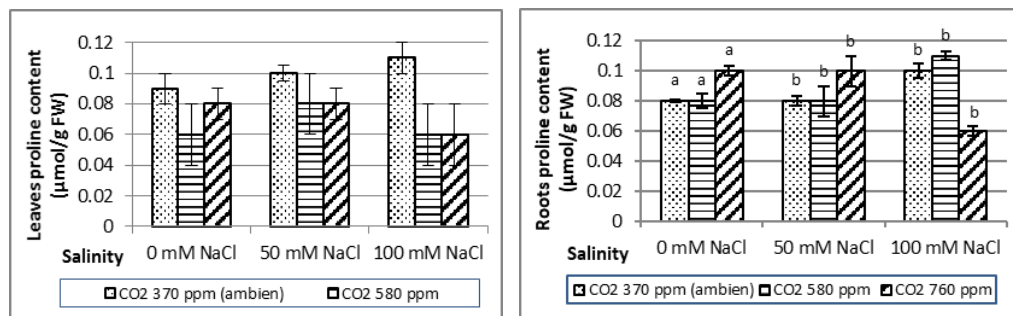 Leaves proline content
(µmol/g FW)
0.12
0.1
0.08
0.06
0.04
0.02
0
Salinity
0 mM NaCl
50 mM NaCl
100 mM NaCl
CO2 370 ppm (ambien)
CO2 580 ppm
Roots proline content
(µmol/g FW)
0.12
0.1
0.08
0.06
0.04
0.02
0
a
a
a
b
b
b
b
b
b
Salinity
0 mM NaCl
50 mM NaCl
100 mM NaCl
CO2 370 ppm (ambien)
CO2 580 ppm
CO2 760 ppm